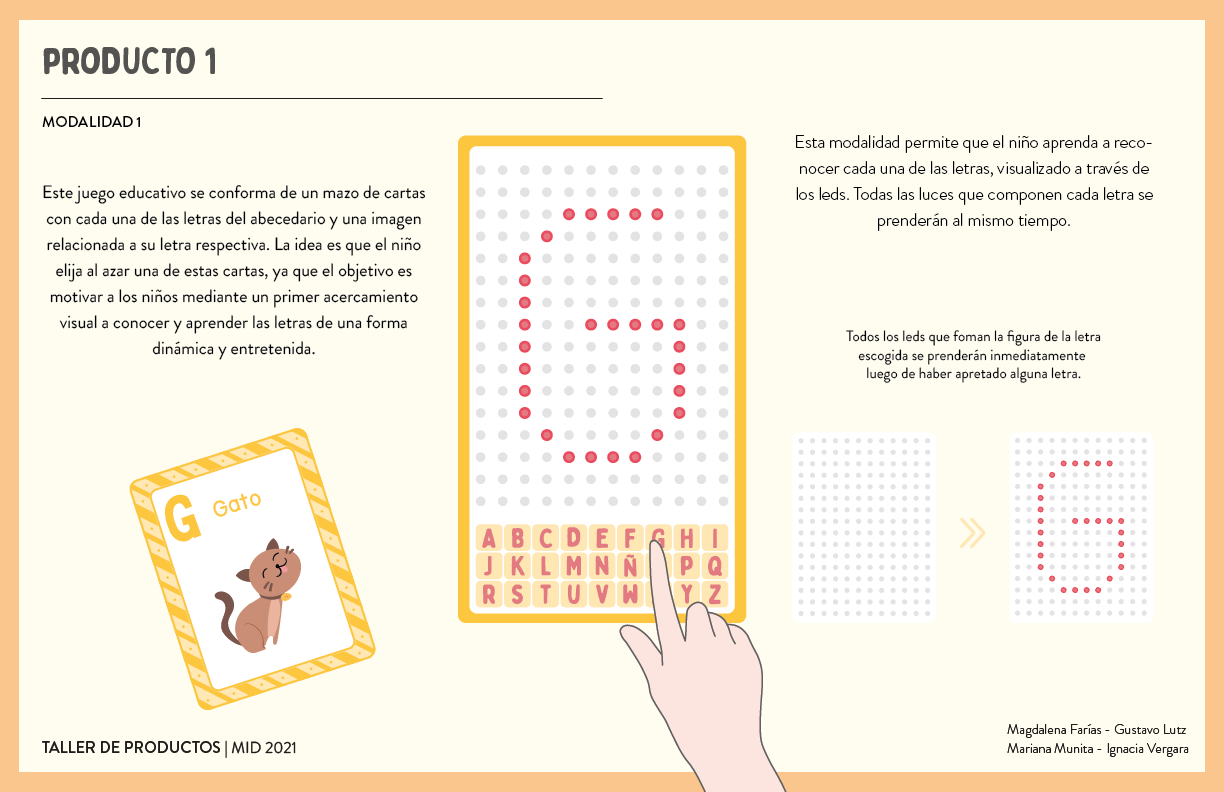 PRODUCTO 1
MODALIDAD 1
Este juego educativo se conforma de un mazo de cartas
con cada una de las letras del abecedario y una imagen
relacionada a su letra respectiva. La idea es que el niño
elija al azar una de estas cartas, ya que el objetivo es
motivar a los niños mediante un primer acercamiento
visual a conocer y aprender las letras de una forma
dinámica y entretenida.
G Gato
A B C D E F G H I
J K L M N Ñ P Q
R S T U V W Y Z
Esta modalidad permite que el niño aprenda a reco-
nocer cada una de las letras, visualizado a través de
los leds. Todas las luces que componen cada letra se
prenderán al mismo tiempo.
Todos los leds que foman la figura de la letra
escogida se prenderán inmediatamente
luego de haber apretado alguna letra.
TALLER DE PRODUCTOS | MID 2021
Magdalena Farías - Gustavo Lutz
Mariana Munita - Ignacia Vergara